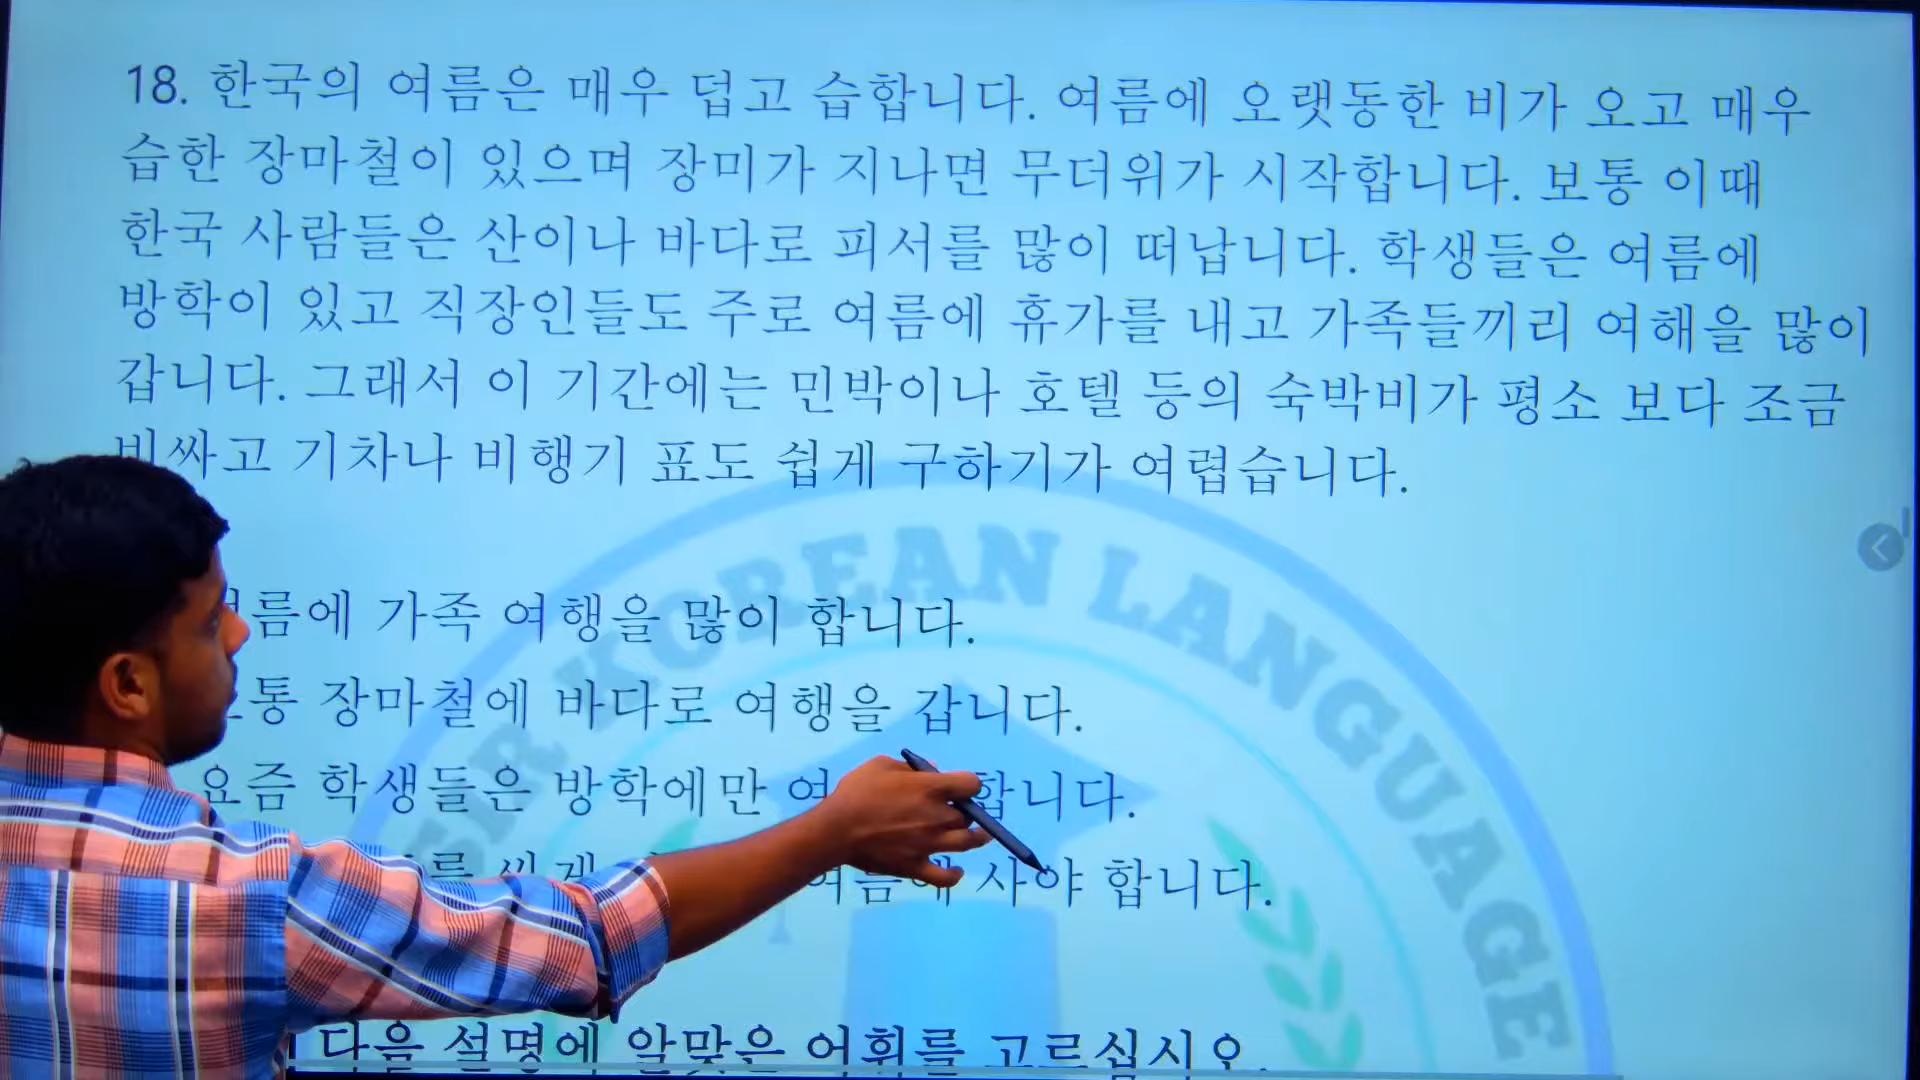 18. 한국의 여름은 매우 덥고 습합니다. 여름에 오랫동한 비가 오고 매우
습한 장마철이 있으며 장미가 지나면 무더위가 시작합니다. 보통 이때
한국 사람들은 산이나 바다로 피서를 많이 떠납니다. 학생들은 여름에
방학이 있고 직장인들도 주로 여름에 휴가를 내고 가족들끼리 여해을 많이
갑니다. 그래서 이 기간에는 민박이나 호텔 등의 숙박비가 평소 보다 조금
비싸고 기차나 비행기 표도 쉽게 구하기가 여렵습니다.
여름에 가족 여행을 많이 합니다.
보통 장마철에 바다로 여행을 갑니다.
요즘 학생들은 방학에만 합니다.
싸게 여름에 사야 합니다.
다음 설명에 알맞은 어휘를 고르십시오.
KOREAN LANGUAGE